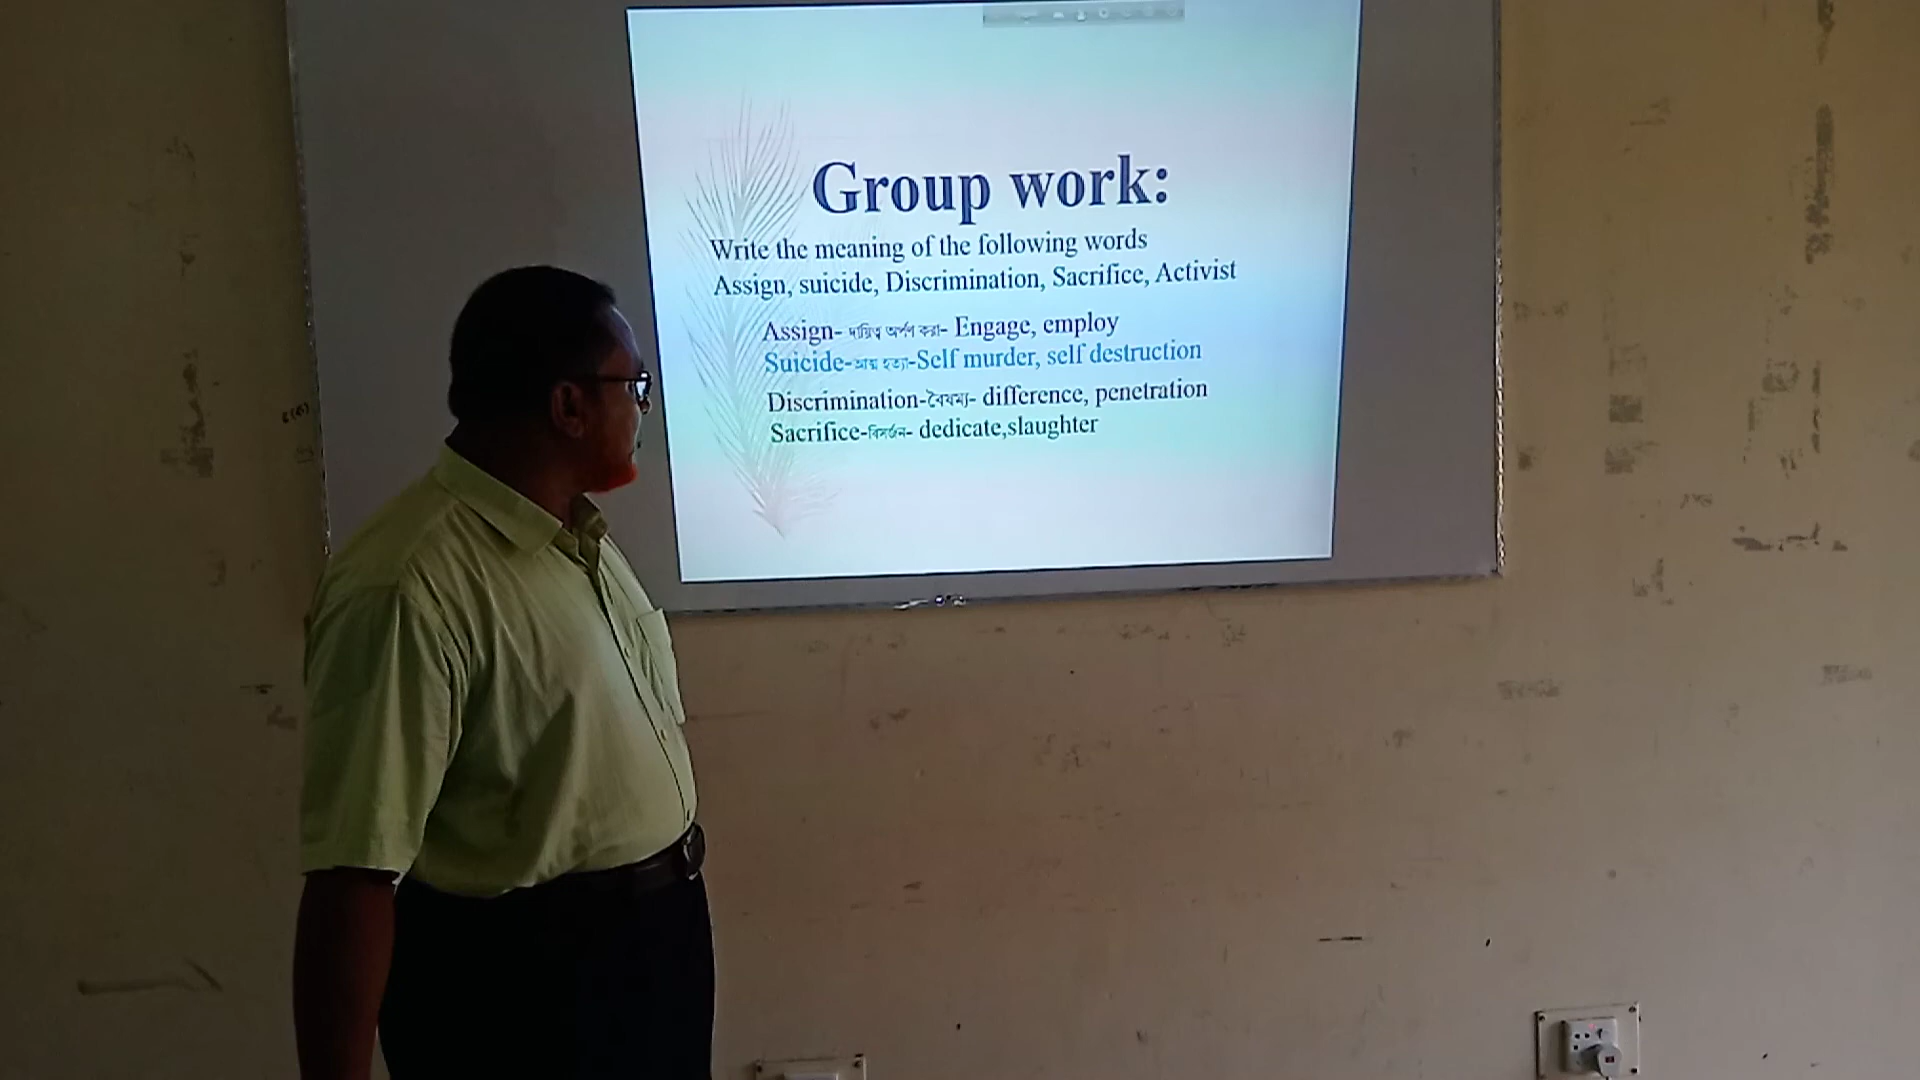 Group work:
Write the meaning of the following words
Assign, suicide, Discrimination, Sacrifice, Activist
Assign- দায়িত্ব অর্পণ করা- Engage, employ
Suicide-আত্ম হত্যা-Self murder, self destruction
Discrimination-বৈষম্য- difference, penetration
Sacrifice-বিসর্জন- dedicate,slaughter